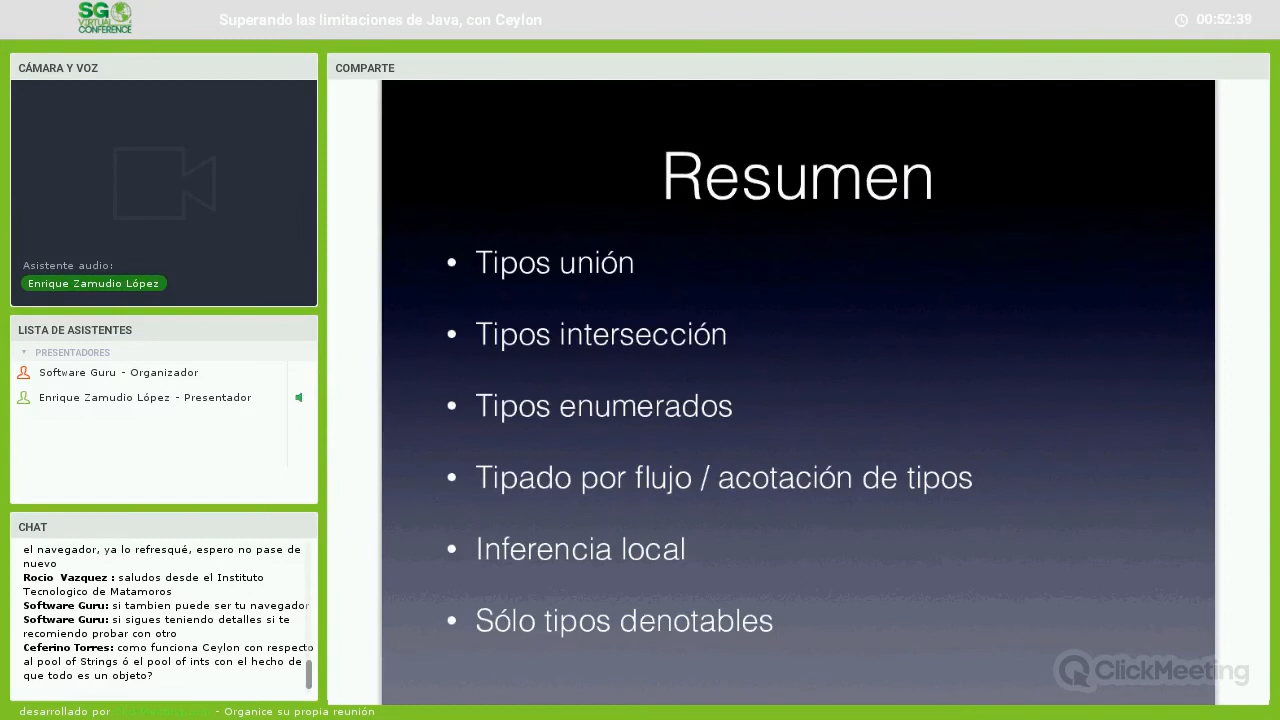 SG
VIRTUAL
CONFERENCE
Superando las limitaciones de Java, con Ceylon
00:52:39
CÁMARA Y VOZ
Asistente audio:
Enrique Zamudio López
LISTA DE ASISTENTES
PRESENTADORES
Software Guru - Organizador
Enrique Zamudio López - Presentador
CHAT
el navegador, ya lo refresqué, espero no pase de
nuevo
Rocio Vazquez : saludos desde el Instituto
Tecnologico de Matamoros
Software Guru: si tambien puede ser tu navegador
Software Guru: si sigues teniendo detalles si te
recomiendo probar con otro
Ceferino Torres: como funciona Ceylon con respecto
al pool of Strings ó el pool of ints con el hecho de
que todo es un objeto?
COMPARTE
Resumen
• Tipos unión
• Tipos intersección
• Tipos enumerados
• Tipado por flujo / acotación de tipos
• Inferencia local
• Sólo tipos denotables
ClickMeeting
desarrollado por - Organice su propia reunión